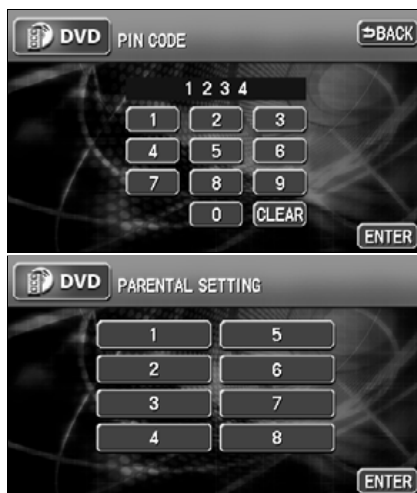 DVD PIN CODE BACK
1 2 3 4
1 2 3
4 5 6
7 8 9
0 CLEAR
ENTER
DVD PARENTAL SETTING
1 5
2 6
3 7
4 8
ENTER